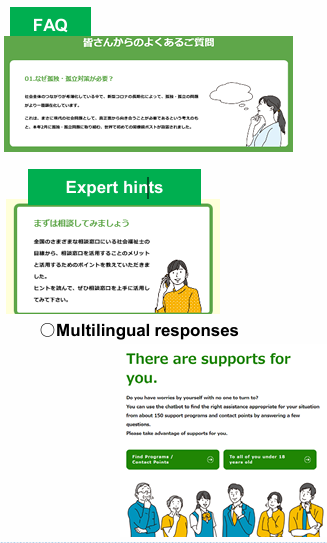 FAQ
皆さんからのよくあるご質問
01.なぜ孤独・孤立対策が必要？
社会全体のつながりが希薄化している中で、新型コロナの長期化によって、孤独・孤立の問題
がより一層顕在化しています。
これは、まさに現代の社会問題として、真正面から向き合うことが必要であるという考えのも
と、本年2月に孤独・孤立問題に取り組む、世界で初めての閣僚級ポストが設置されました。
Expert hints
まずは相談してみましょう
全国のさまざまな相談窓口にいる社会福祉士の
目線から、相談窓口を活用することのメリット
と活用するためのポイントを教えていただきま
した。
ヒントを読んで、ぜひ相談窓口を上手に活用し
てみて下さい。
○Multilingual responses
There are supports for
you.
Do you have worries by yourself with no one to turn to?
You can use the chatbot to find the right assistance appropriate for your situation
from about 150 support programs and contact points by answering a few
questions.
Please take advantage of supports for you.
Find Programs /
Contact Points
To all of you under 18
years old